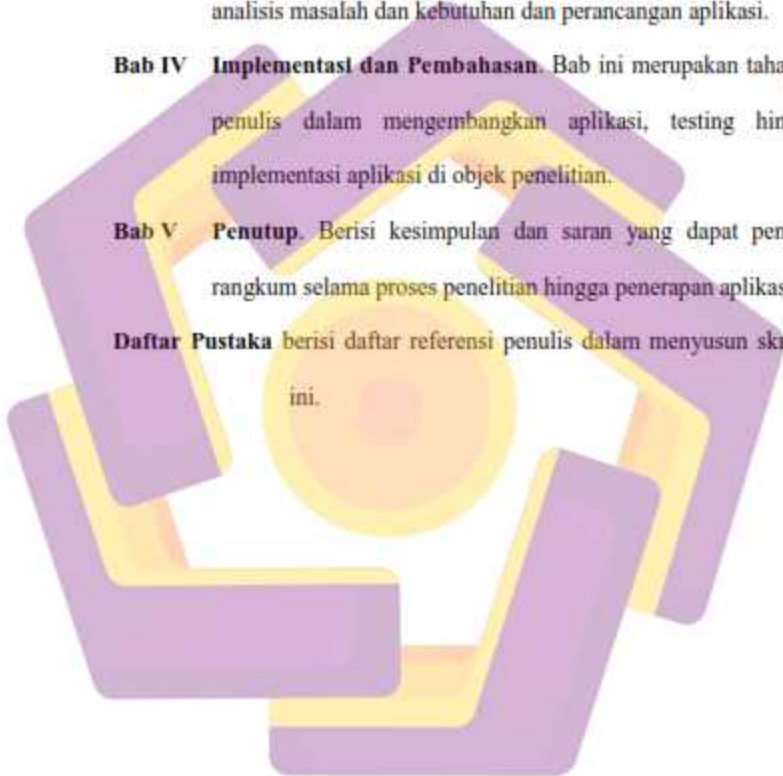 analisis masalah dan kebutuhan dan perancangan aplikasi.
Bab IV Implementasi dan Pembahasan. Bab ini merupakan taha
penulis dalam mengembangkan aplikasi, testing hin
implementasi aplikasi di objek penelitian.
Bab V Penutup. Berisi kesimpulan dan saran yang dapat pen
rangkum selama proses penelitian hingga penerapan aplikas
Daftar Pustaka berisi daftar referensi penulis dalam menyusun sk
ini.